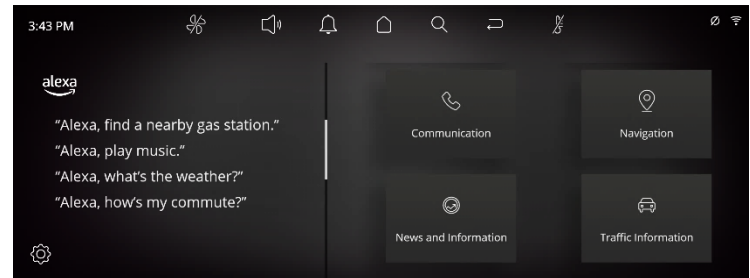 3:43 PM
alexa
“Alexa, find a nearby gas station.”
“Alexa, play music.”
“Alexa, what’s the weather?”
“Alexa, how’s my commute?”
Communication
Navigation
News and Information
Traffic Information